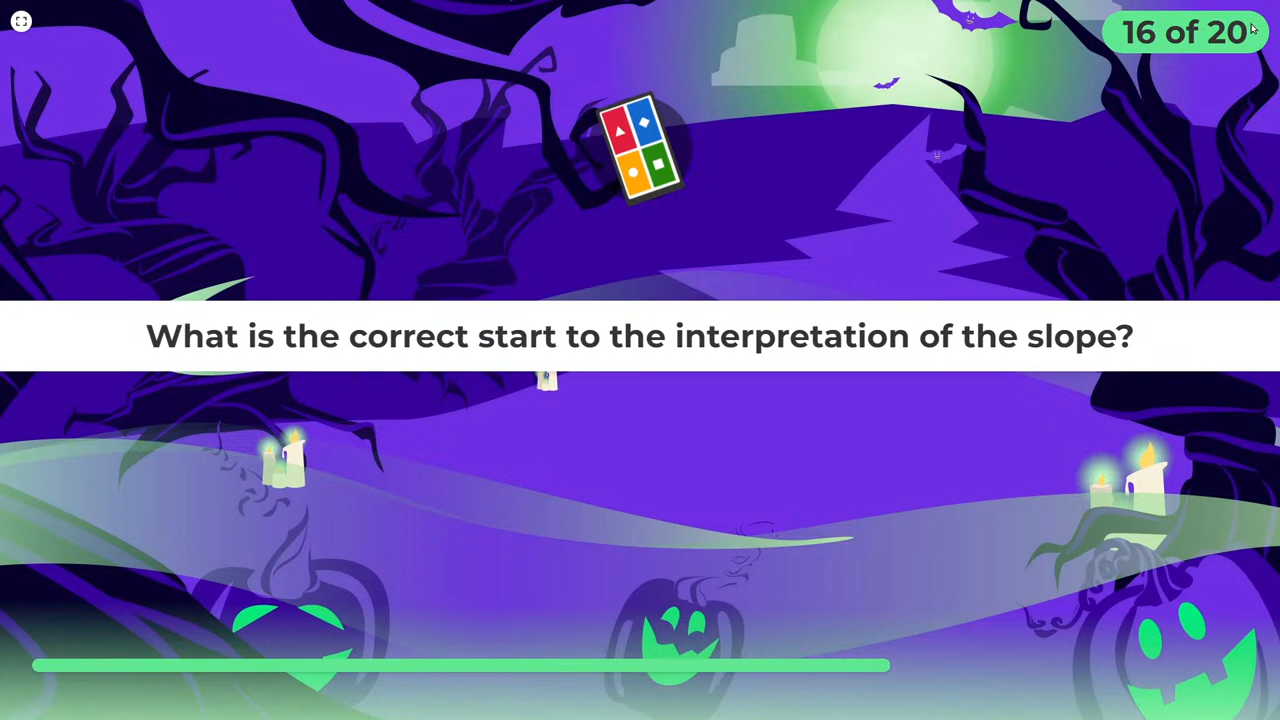 16 of 20
What is the correct start to the interpretation of the slope?